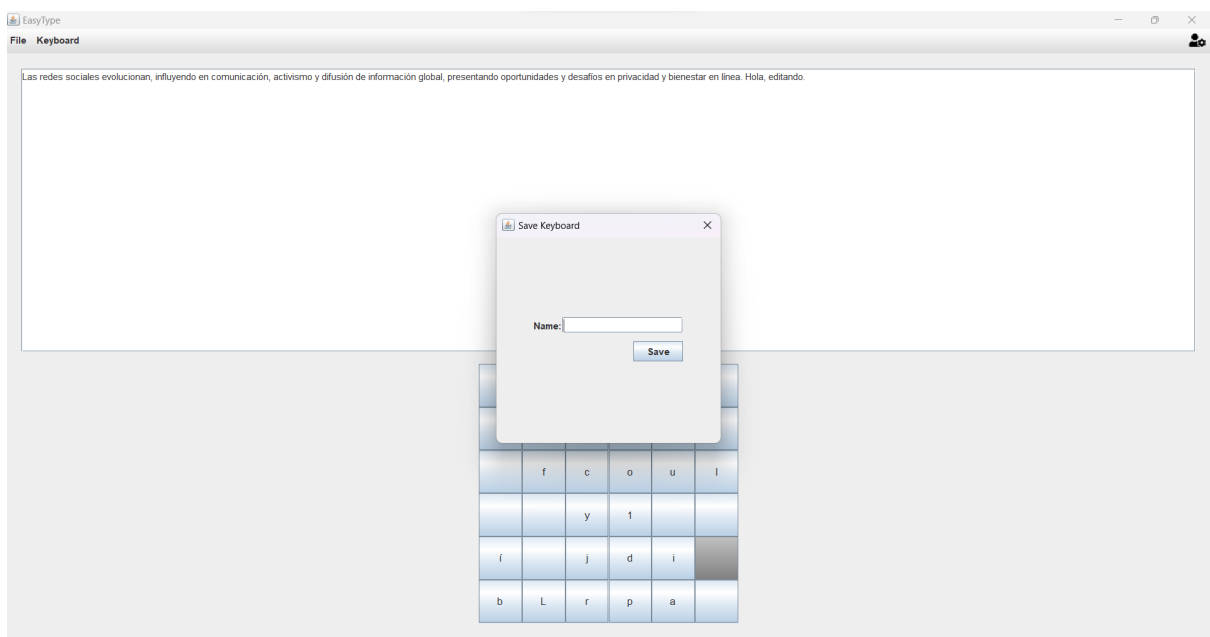 EasyType
File Keyboard
Las redes sociales evolucionan, influyendo en comunicación, activismo y difusión de información global, presentando oportunidades y desafíos en privacidad y bienestar en línea. Hola, editando.
Save Keyboard
Name:
Save
f c o u l
y 1
í j d i
b L r p a